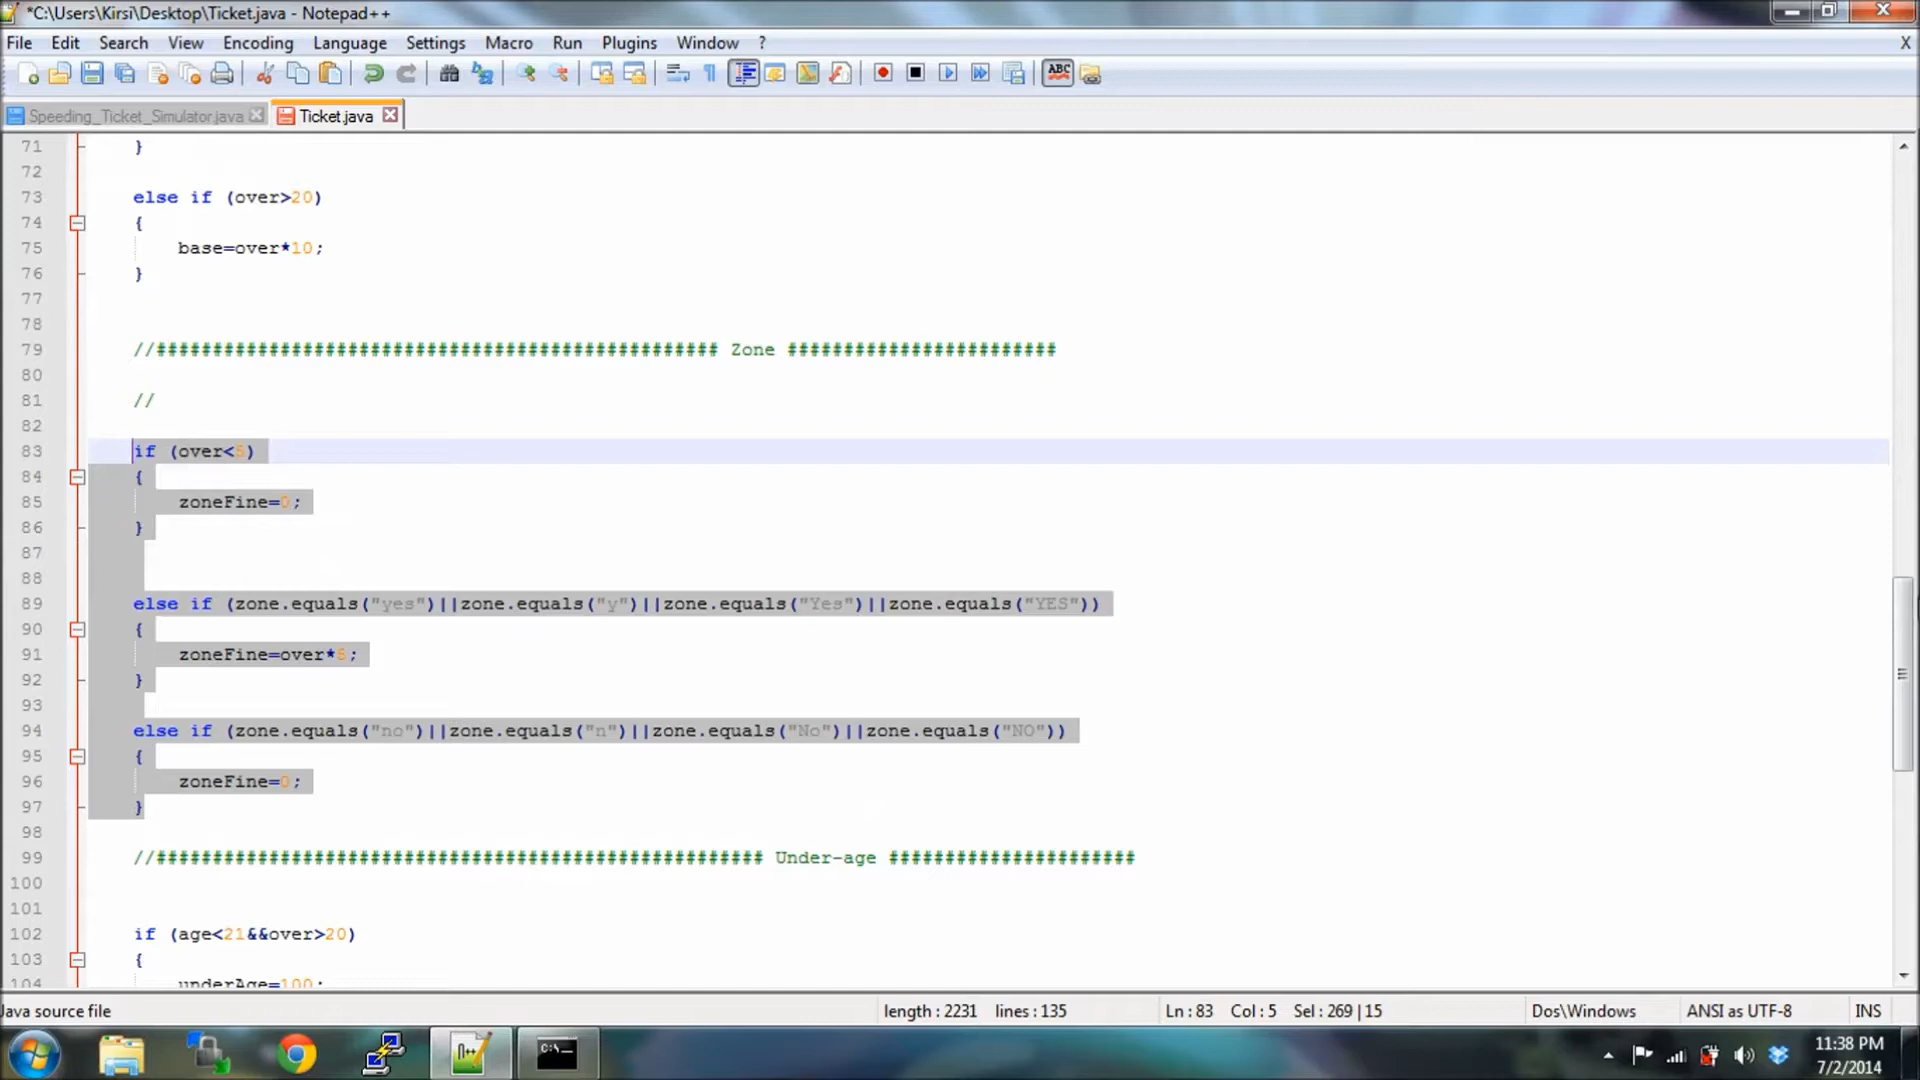 *C:\Users\Kirsi\Desktop\Ticket.java - Notepad++
File Edit Search View Encoding Language Settings Macro Run Plugins Window ? X
ABC
Speeding_Ticket_Simulator.java Ticket.java
71 }
72
73 else if (over>20)
74 {
75 base=over*10;
76 }
77
78
79 //################################################## Zone ########################
80
81 //
82
83 if (over<5)
84 {
85 zoneFine=0;
86 }
87
88
89 else if (zone.equals("yes")||zone.equals("y")||zone.equals("Yes")||zone.equals("YES"))
90 {
91 zoneFine=over*5;
92 }
93
94 else if (zone.equals("no")||zone.equals("n")||zone.equals("No")||zone.equals("NO"))
95 {
96 zoneFine=0;
97 }
98
99 //###################################################### Under-age ######################
100
101
102 if (age<21&&over>20)
103 {
104 underAge=100;
Java source file length : 2231 lines : 135 Ln : 83 Col : 5 Sel : 269 | 15 Dos\Windows ANSI as UTF-8 INS
C:\_
11:38 PM
7/2/2014